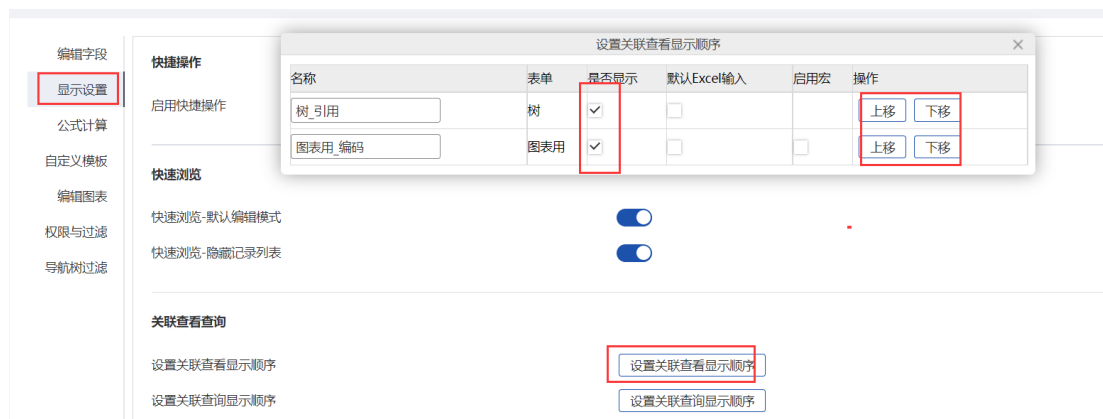 设置关联查看显示顺序
名称 表单 是否显示 默认Excel输入 启用宏 操作
树_引用 树 上移 下移
图表用_编码 图表用 上移 下移
编辑字段
显示设置
公式计算
自定义模板
编辑图表
权限与过滤
导航树过滤
快捷操作
启用快捷操作
快速浏览
快速浏览-默认编辑模式
快速浏览-隐藏记录列表
关联查看查询
设置关联查看显示顺序 设置关联查看显示顺序
设置关联查询显示顺序 设置关联查询显示顺序